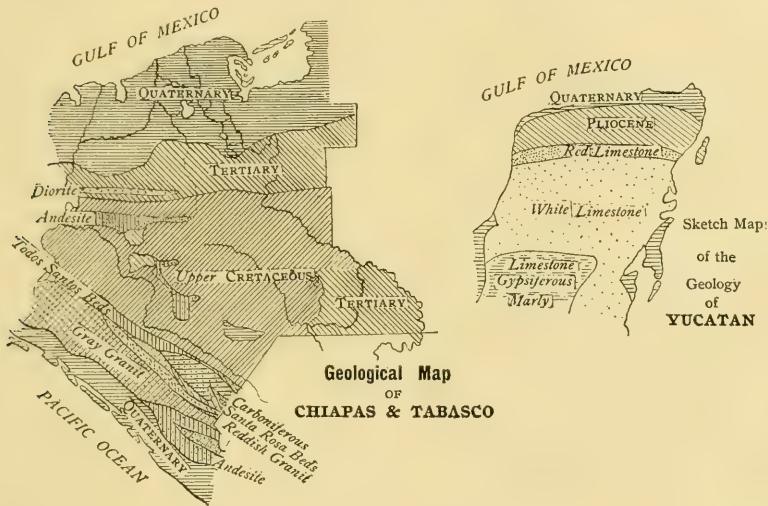 GULF OF MEXICO
QUATERNARY
TERTIARY
Diorite
Andesite
Todos Santos Beds
Upper CRETACEOUS
TERTIARY
Gray Granit
Carboniferous
Santa Rosa Beds
Reddish Granit
QUATERNARY
Andesite
PACIFIC OCEAN
Geological Map
OF
CHIAPAS & TABASCO
GULF OF MEXICO
QUATERNARY
PLIOCENE
Red Limestone
White Limestone
Limestone
Gypsiferous
Marly
Sketch Map:
of the
Geology
of
YUCATAN